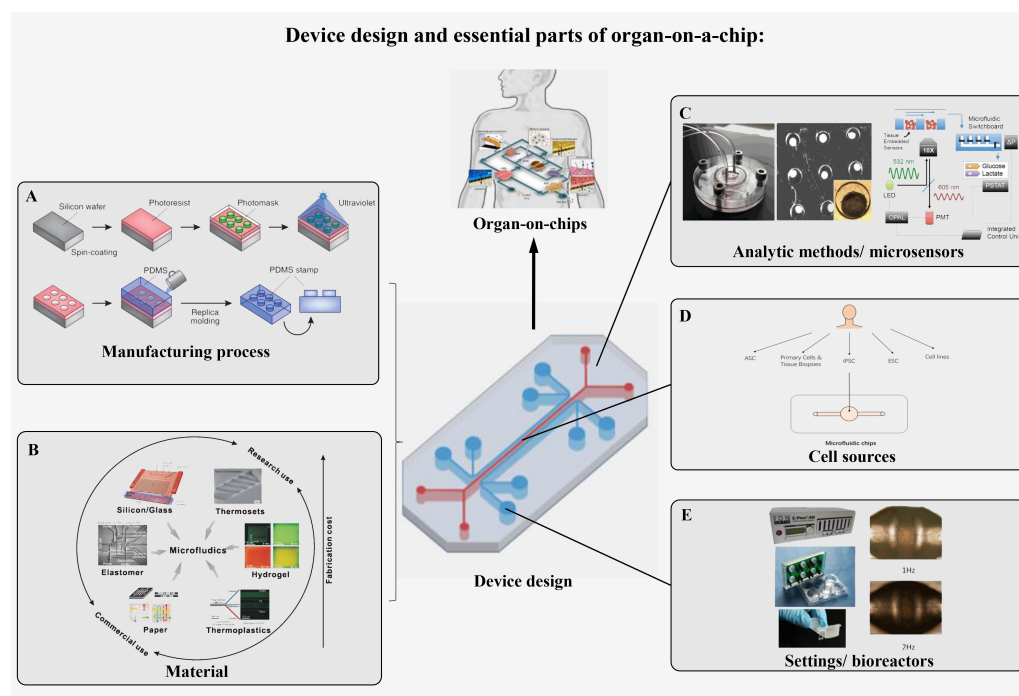 Device design and essential parts of organ-on-a-chip:
Organ-on-chips
Device design
A
Silicon wafer
Photoresist
Photomask
Ultraviolet
Spin-coating
PDMS
PDMS stamp
Replica
molding
Manufacturing process
B
Research use
Silicon/Glass
Thermosets
Microfludics
Elastomer
Hydrogel
Paper
Thermoplastics
Commercial use
Fabrication cost
Material
C
Tissue
Embedded
Sensors
Microfluidic
Switchboard
10X
ΔP
532 nm
605 nm
Glucose
Lactate
PSTAT
LED
OPAL
PMT
Integrated
Control Uni
Analytic methods/ microsensors
D
ASC
Primary Cells &
Tissue Biopsies
iPSC
ESC
Cell lines
Microfluidic chips
Cell sources
E
1Hz
2Hz
Settings/ bioreactors